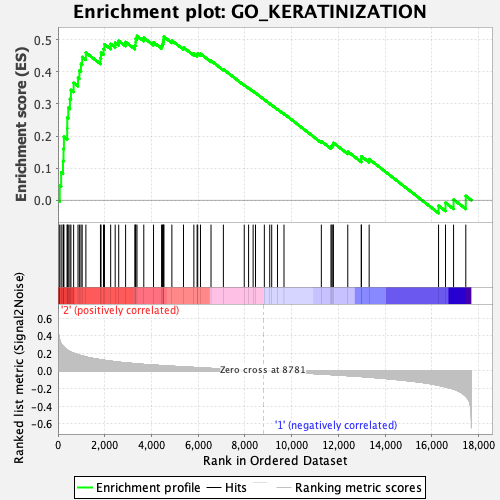 Enrichment plot: GO_KERATINIZATION
Enrichment score (ES)
0.5
0.4
0.3
0.2
0.1
0.0
'2' (positively correlated)
Zero cross at 8781
'1' (negatively correlated)
Ranked list metric (Signal2Noise)
0.6
0.4
0.2
0.0
-0.2
-0.4
-0.6
0 2,000 4,000 6,000 8,000 10,000 12,000 14,000 16,000 18,000
Rank in Ordered Dataset
Enrichment profile Hits Ranking metric scores